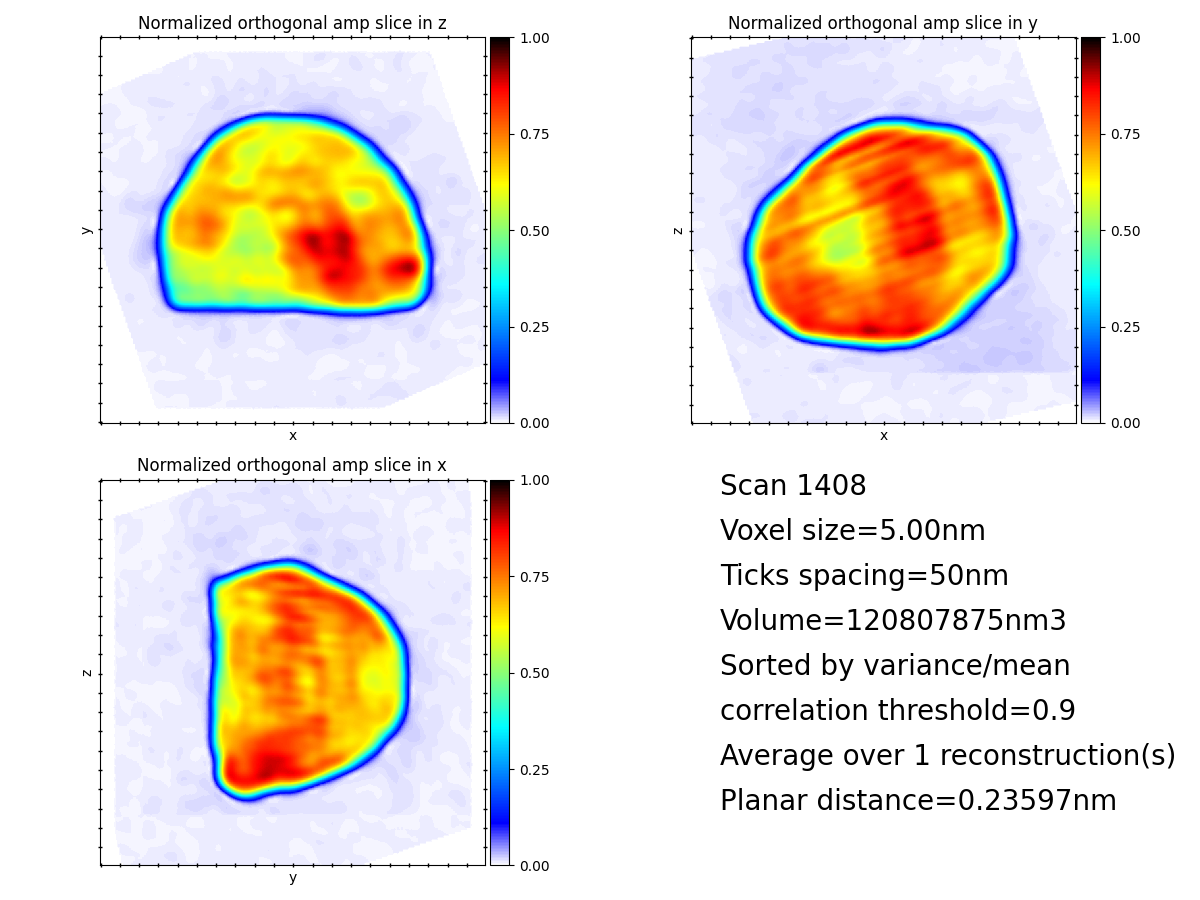 Normalized orthogonal amp slice in z
y
x
1.00
0.75
0.50
0.25
0.00
Normalized orthogonal amp slice in y
z
x
1.00
0.75
0.50
0.25
0.00
Normalized orthogonal amp slice in x
z
y
1.00
0.75
0.50
0.25
0.00
Scan 1408
Voxel size=5.00nm
Ticks spacing=50nm
Volume=120807875nm3
Sorted by variance/mean
correlation threshold=0.9
Average over 1 reconstruction(s)
Planar distance=0.23597nm